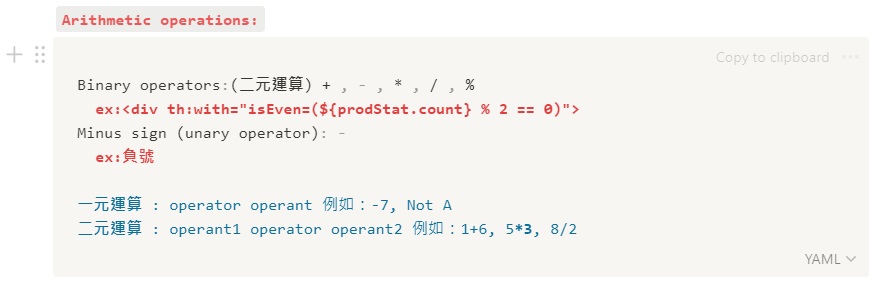 Arithmetic operations:
Copy to clipboard
Binary operators:(二元運算) + , - , * , / , %
ex:<div th:with="isEven=(${prodStat.count} % 2 == 0)">
Minus sign (unary operator): -
ex:負號
一元運算 : operator operant 例如：-7, Not A
二元運算 : operant1 operator operant2 例如：1+6, 5*3, 8/2
YAML